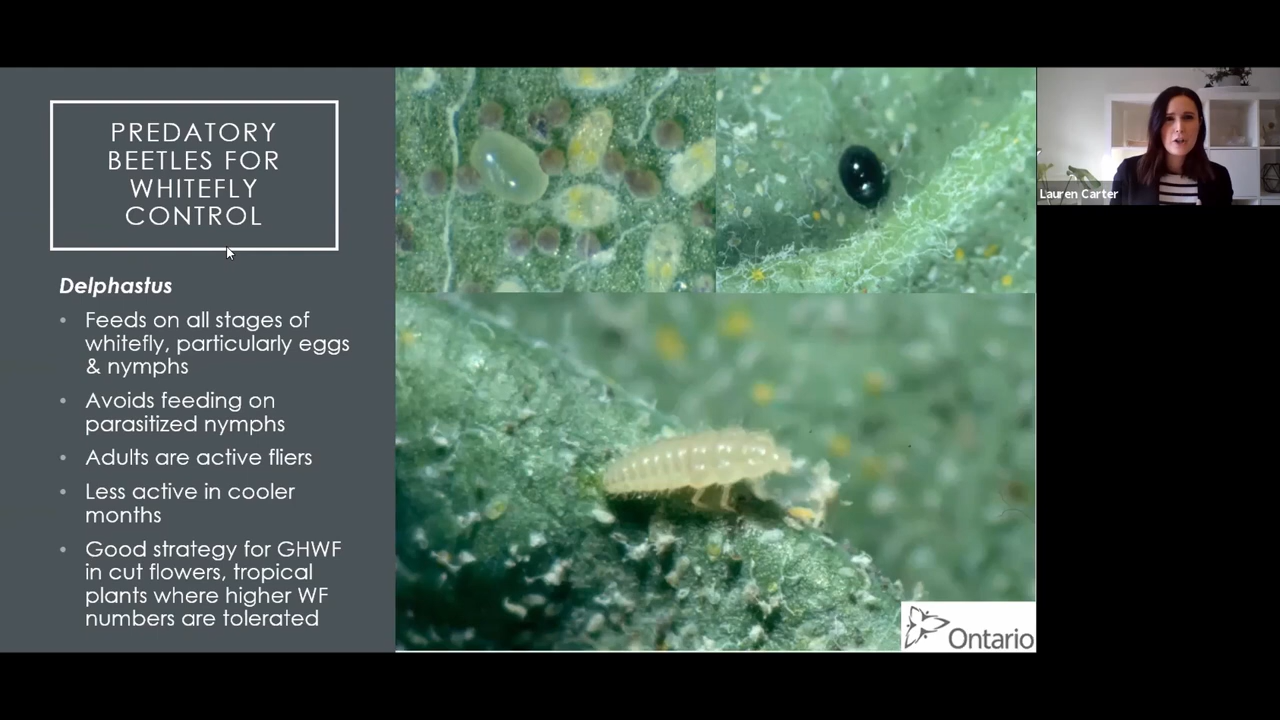 PREDATORY
BEETLES FOR
WHITEFLY
CONTROL
Delphastus
• Feeds on all stages of
whitefly, particularly eggs
& nymphs
• Avoids feeding on
parasitized nymphs
• Adults are active fliers
• Less active in cooler
months
• Good strategy for GHWF
in cut flowers, tropical
plants where higher WF
numbers are tolerated
Ontario
Lauren Carter